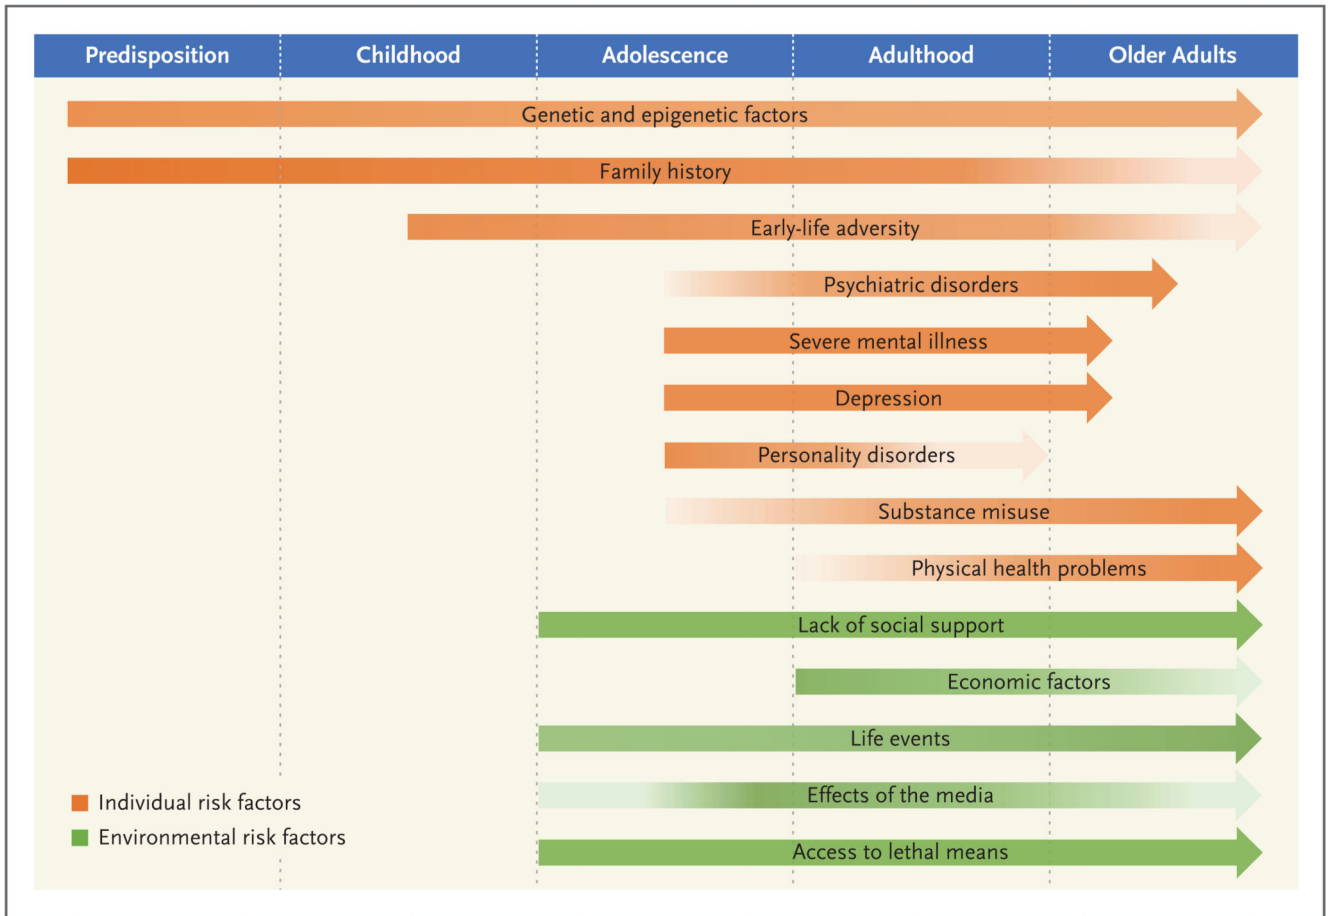 Predisposition
Childhood
Adolescence
Adulthood
Older Adults
Genetic and epigenetic factors
Family history
Early-life adversity
Psychiatric disorders
Severe mental illness
Depression
Personality disorders
Substance misuse
Physical health problems
Lack of social support
Economic factors
Life events
Effects of the media
Access to lethal means
Individual risk factors
Environmental risk factors